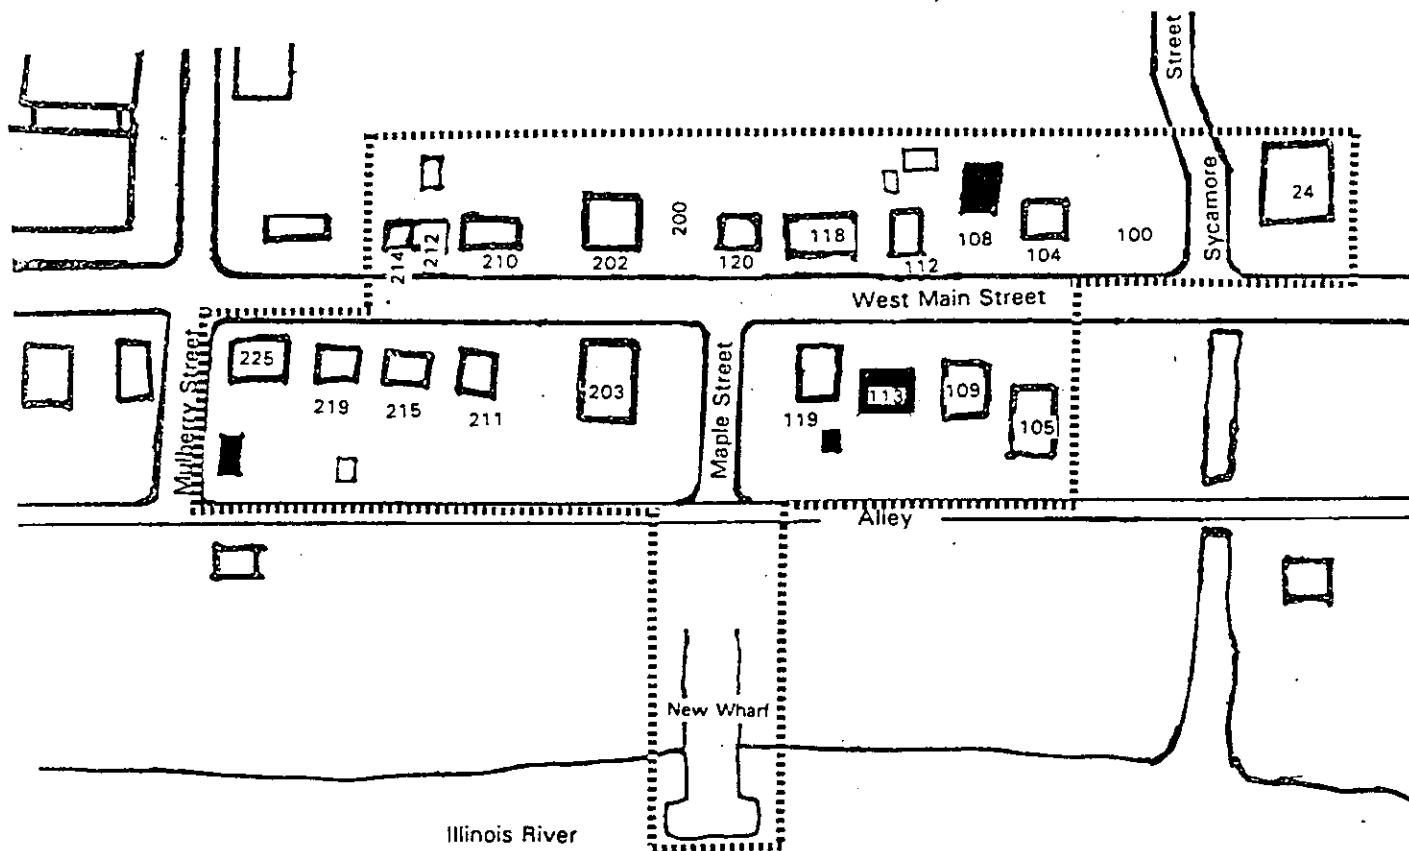 Street
Sycamore
24
200
214
212
210
202
120
118
112
108
104
100
West Main Street
225
219
215
211
203
Mulberry Street
Maple Street
119
113
109
105
Alley
New Wharf
Illinois River